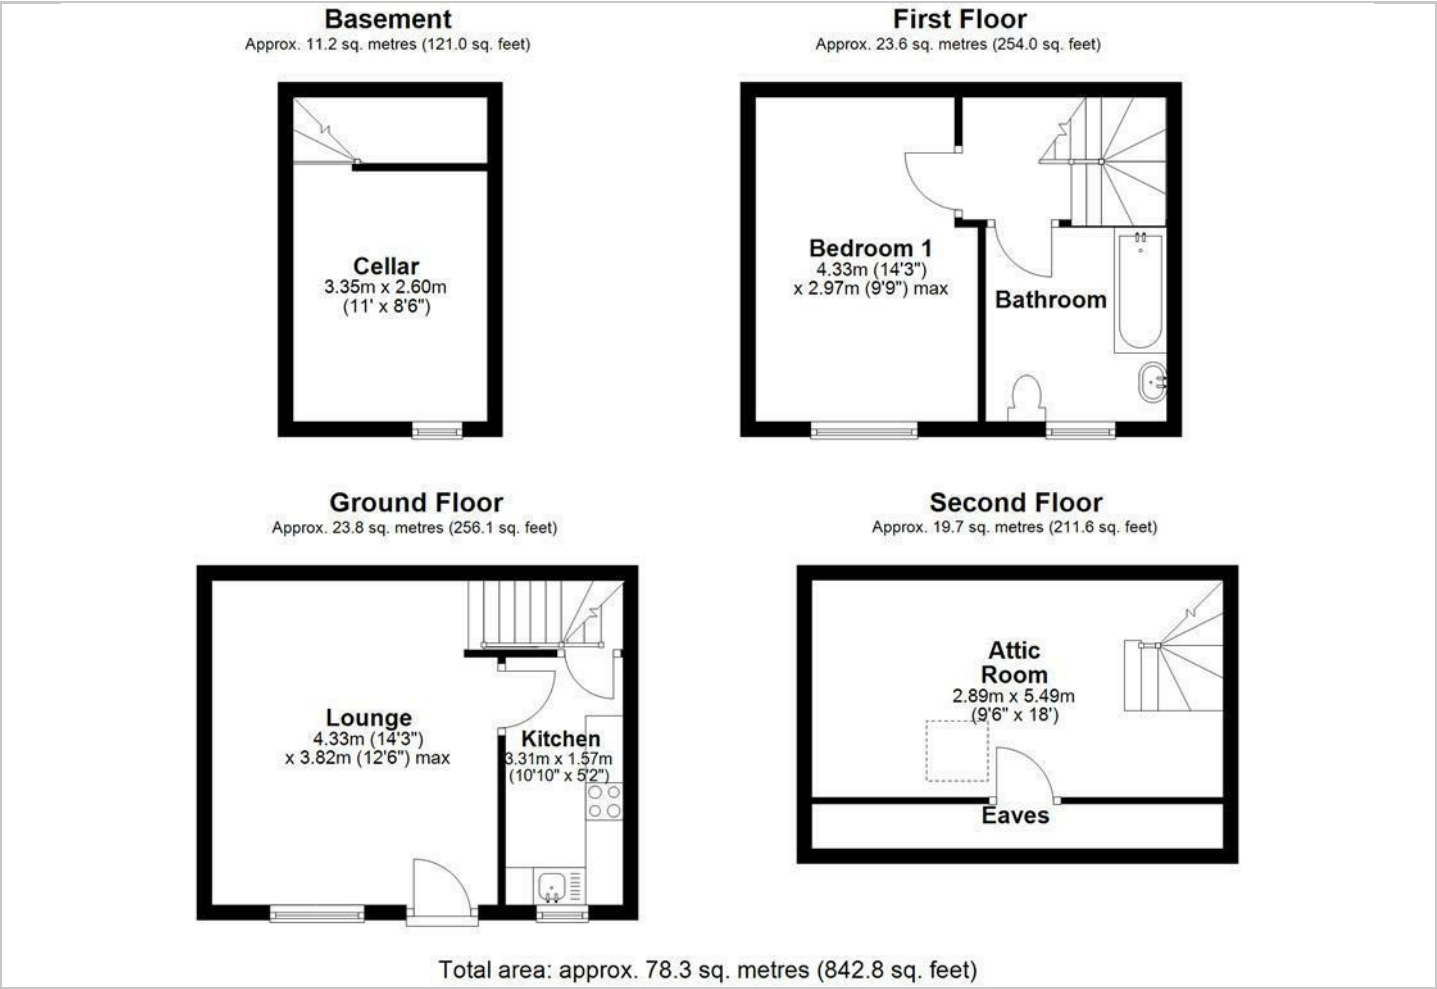 Basement
Approx. 11.2 sq. metres (121.0 sq. feet)
Cellar
3.35m x 2.60m
(11' x 8'6")
First Floor
Approx. 23.6 sq. metres (254.0 sq. feet)
Bedroom 1
4.33m (14'3")
x 2.97m (9'9") max
Bathroom
Ground Floor
Approx. 23.8 sq. metres (256.1 sq. feet)
Lounge
4.33m (14'3")
x 3.82m (12'6") max
Kitchen
3.31m x 1.57m
(10'10" x 5'2")
Second Floor
Approx. 19.7 sq. metres (211.6 sq. feet)
Attic
Room
2.89m x 5.49m
(9'6" x 18')
Eaves
Total area: approx. 78.3 sq. metres (842.8 sq. feet)